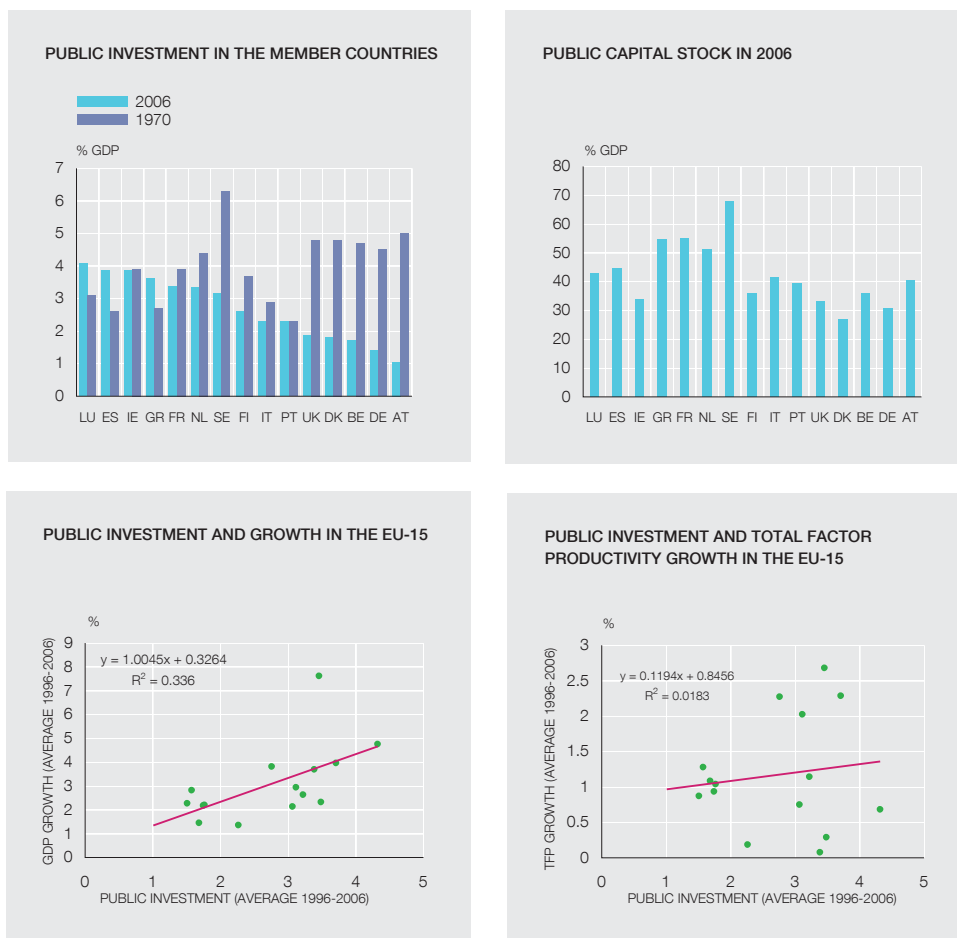 PUBLIC INVESTMENT IN THE MEMBER COUNTRIES
2006
1970
% GDP
7
6
5
4
3
2
1
0
LU ES IE GR FR NL SE FI IT PT UK DK BE DE AT
PUBLIC CAPITAL STOCK IN 2006
% GDP
80
70
60
50
40
30
20
10
0
LU ES IE GR FR NL SE FI IT PT UK DK BE DE AT
PUBLIC INVESTMENT AND GROWTH IN THE EU-15
%
GDP GROWTH (AVERAGE 1996-2006)
9
8
7
6
5
4
3
2
1
0
y = 1.0045x + 0.3264
R² = 0.336
0 1 2 3 4 5
PUBLIC INVESTMENT (AVERAGE 1996-2006)
PUBLIC INVESTMENT AND TOTAL FACTOR
PRODUCTIVITY GROWTH IN THE EU-15
%
TFP GROWTH (AVERAGE 1996-2006)
3
2.5
2
1.5
1
0.5
0
y = 0.1194x + 0.8456
R² = 0.0183
0 1 2 3 4 5
PUBLIC INVESTMENT (AVERAGE 1996-2006)